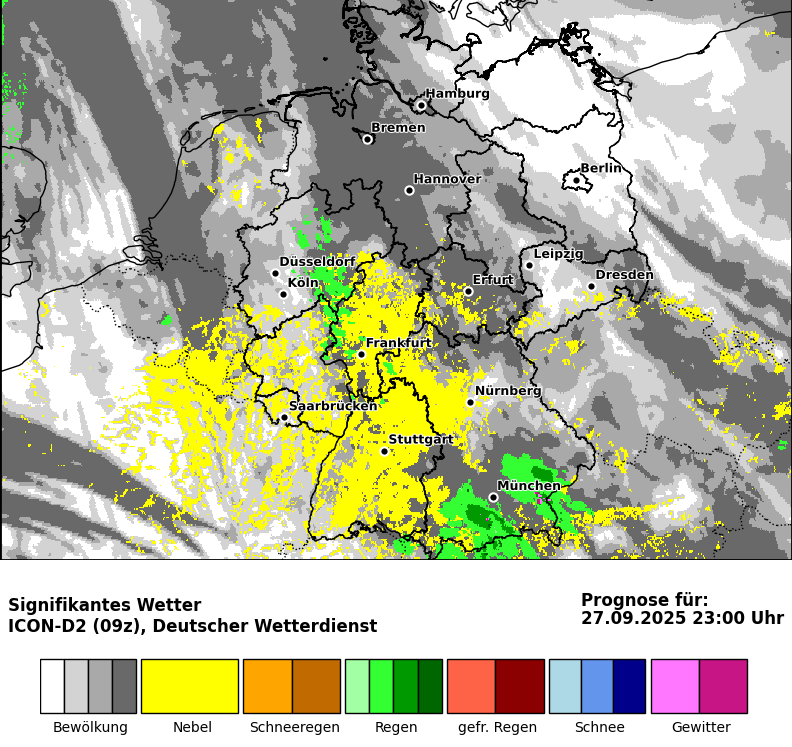 Hamburg
Bremen
Berlin
Hannover
Leipzig
Düsseldorf
Dresden
Erfurt
Köln
Frankfurt
Nürnberg
Saarbrücken
Stuttgart
München
Signifikantes Wetter
ICON-D2 (09z), Deutscher Wetterdienst
Prognose für:
27.09.2025 23:00 Uhr
Bewölkung Nebel Schneeregen Regen gefr. Regen Schnee Gewitter